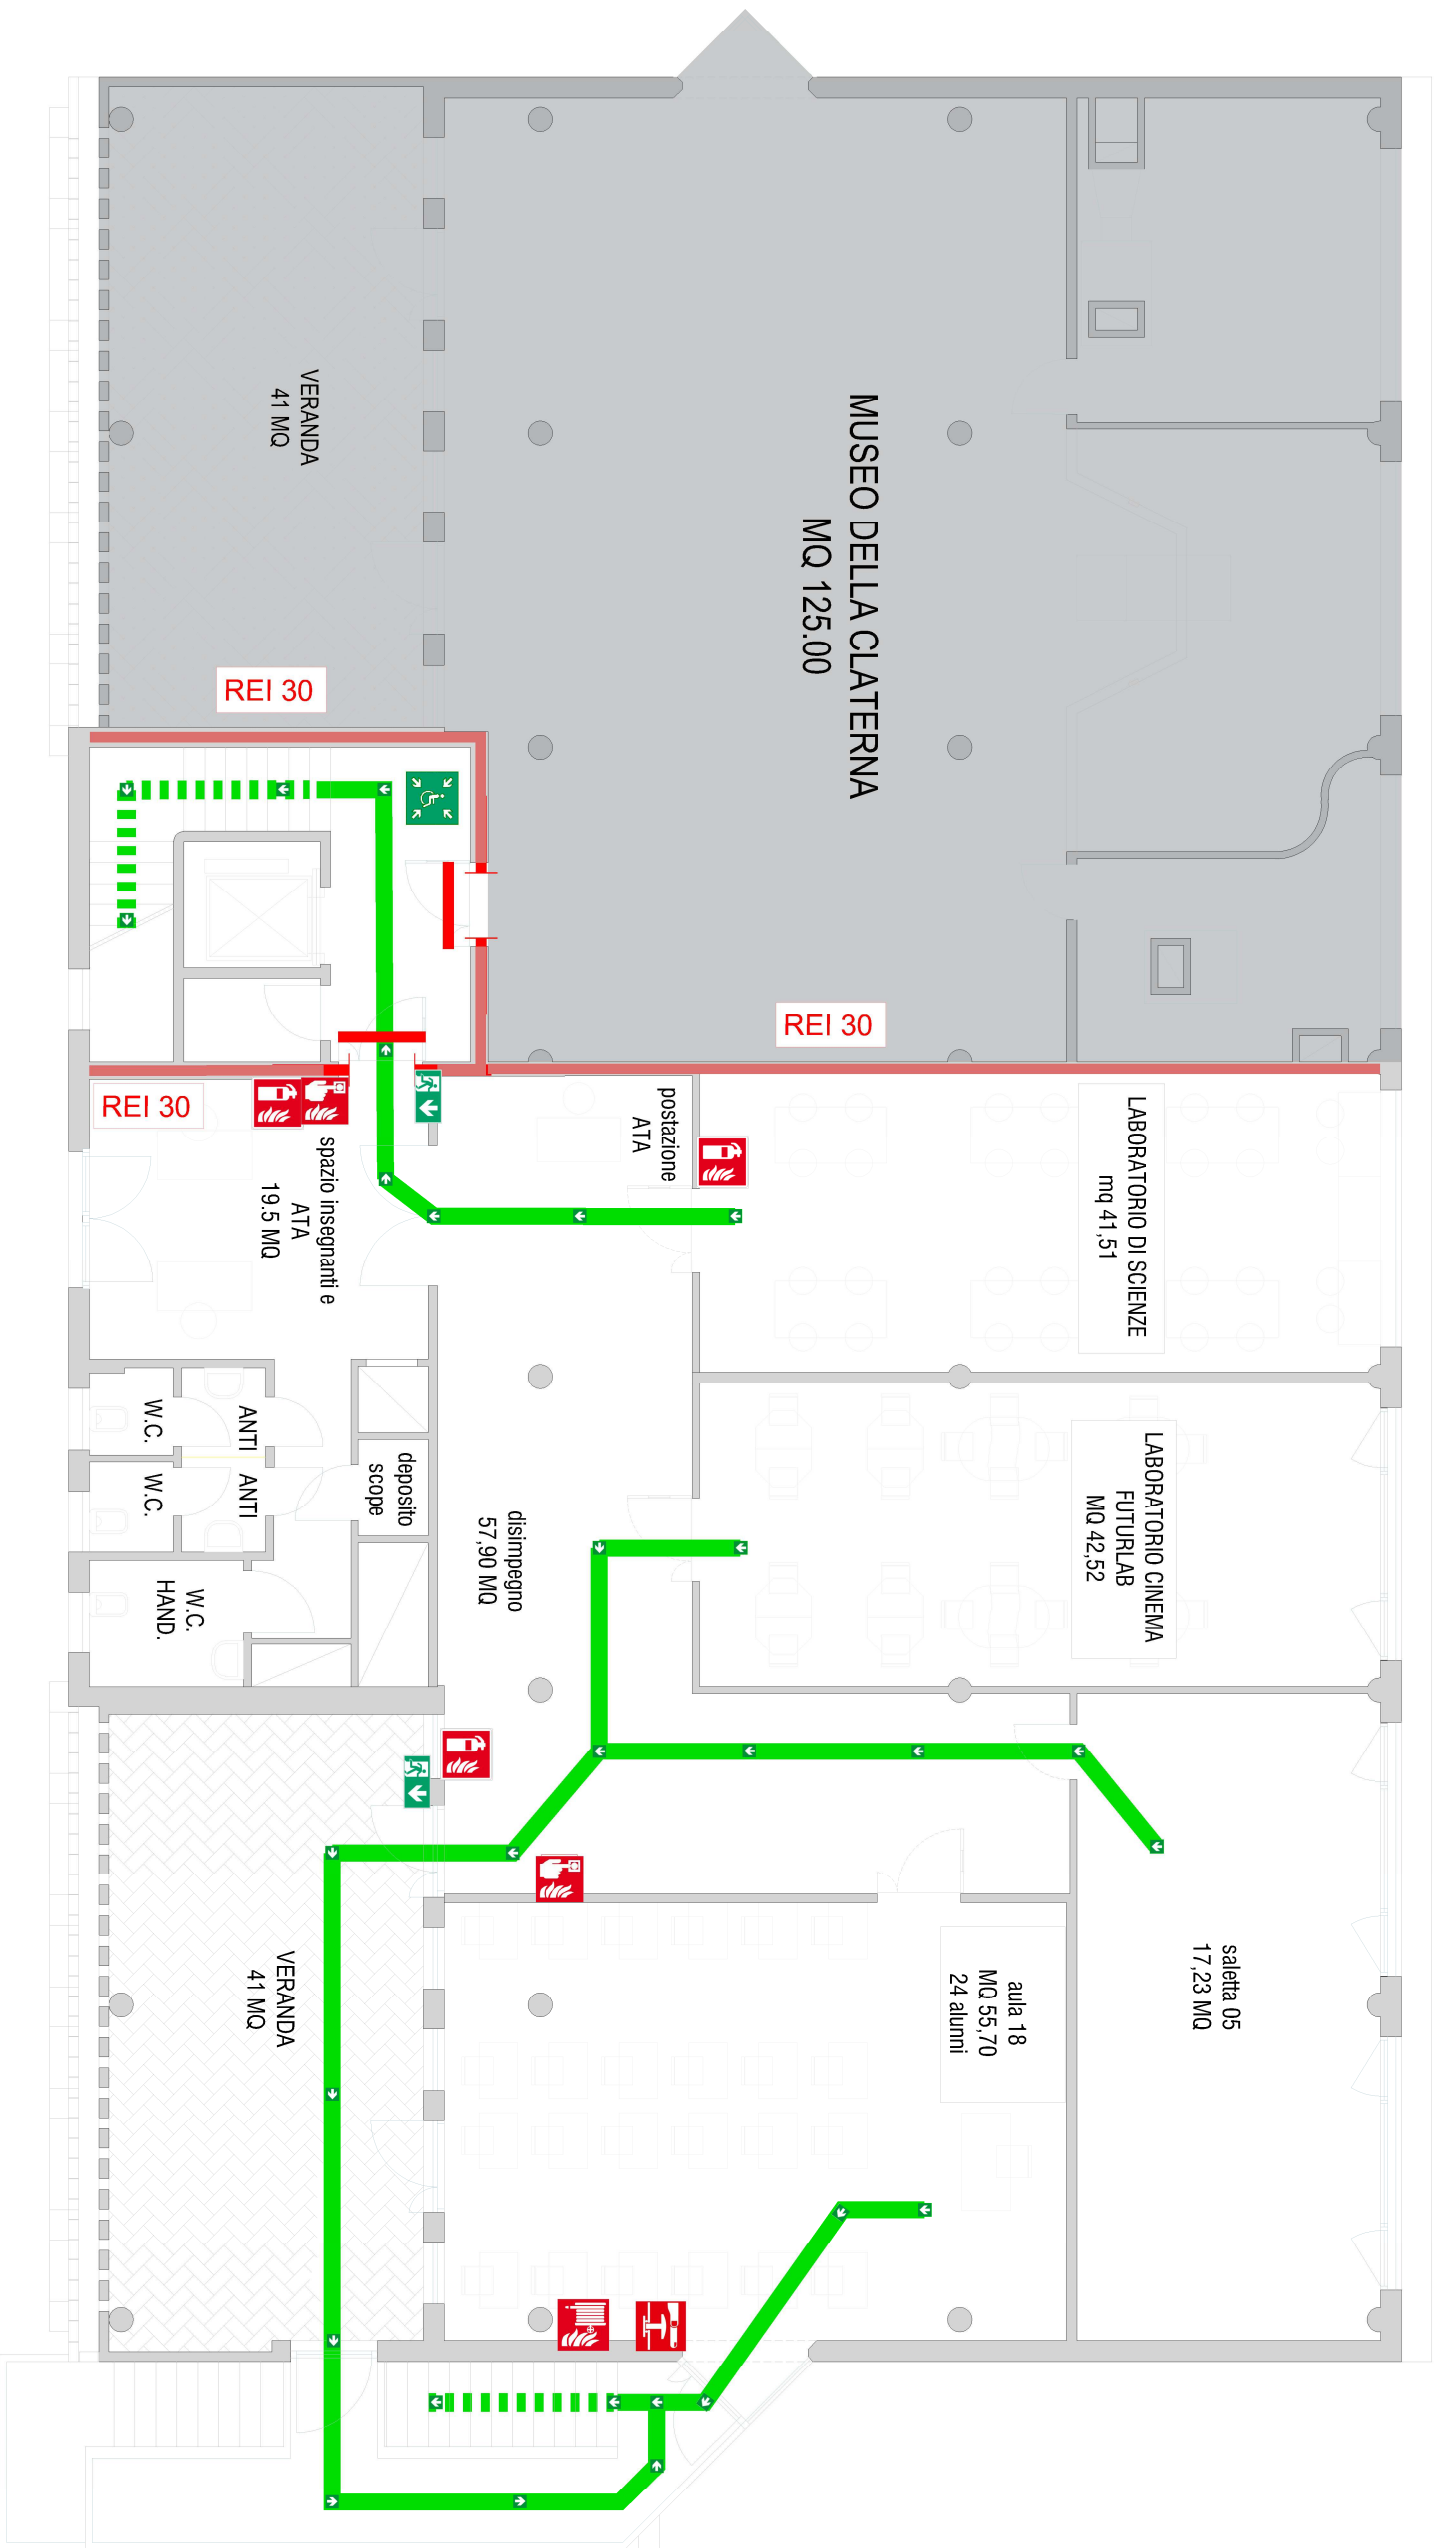 MUSEO DELLA CLATERNA
MQ 125.00
VERANDA
41 MQ
REI 30
REI 30
REI 30
postazione
ATA
LABORATORIO DI SCIENZE
mq 41,51
spazio insegnanti e
ATA
19.5 MQ
LABORATORIO CINEMA
FUTURLAB
MQ 42,52
deposito
scope
ANTI
W.C.
ANTI
W.C.
W.C.
HAND.
disimpegno
57,90 MQ
saletta 05
17,23 MQ
aula 18
MQ 55,70
24 alunni
VERANDA
41 MQ